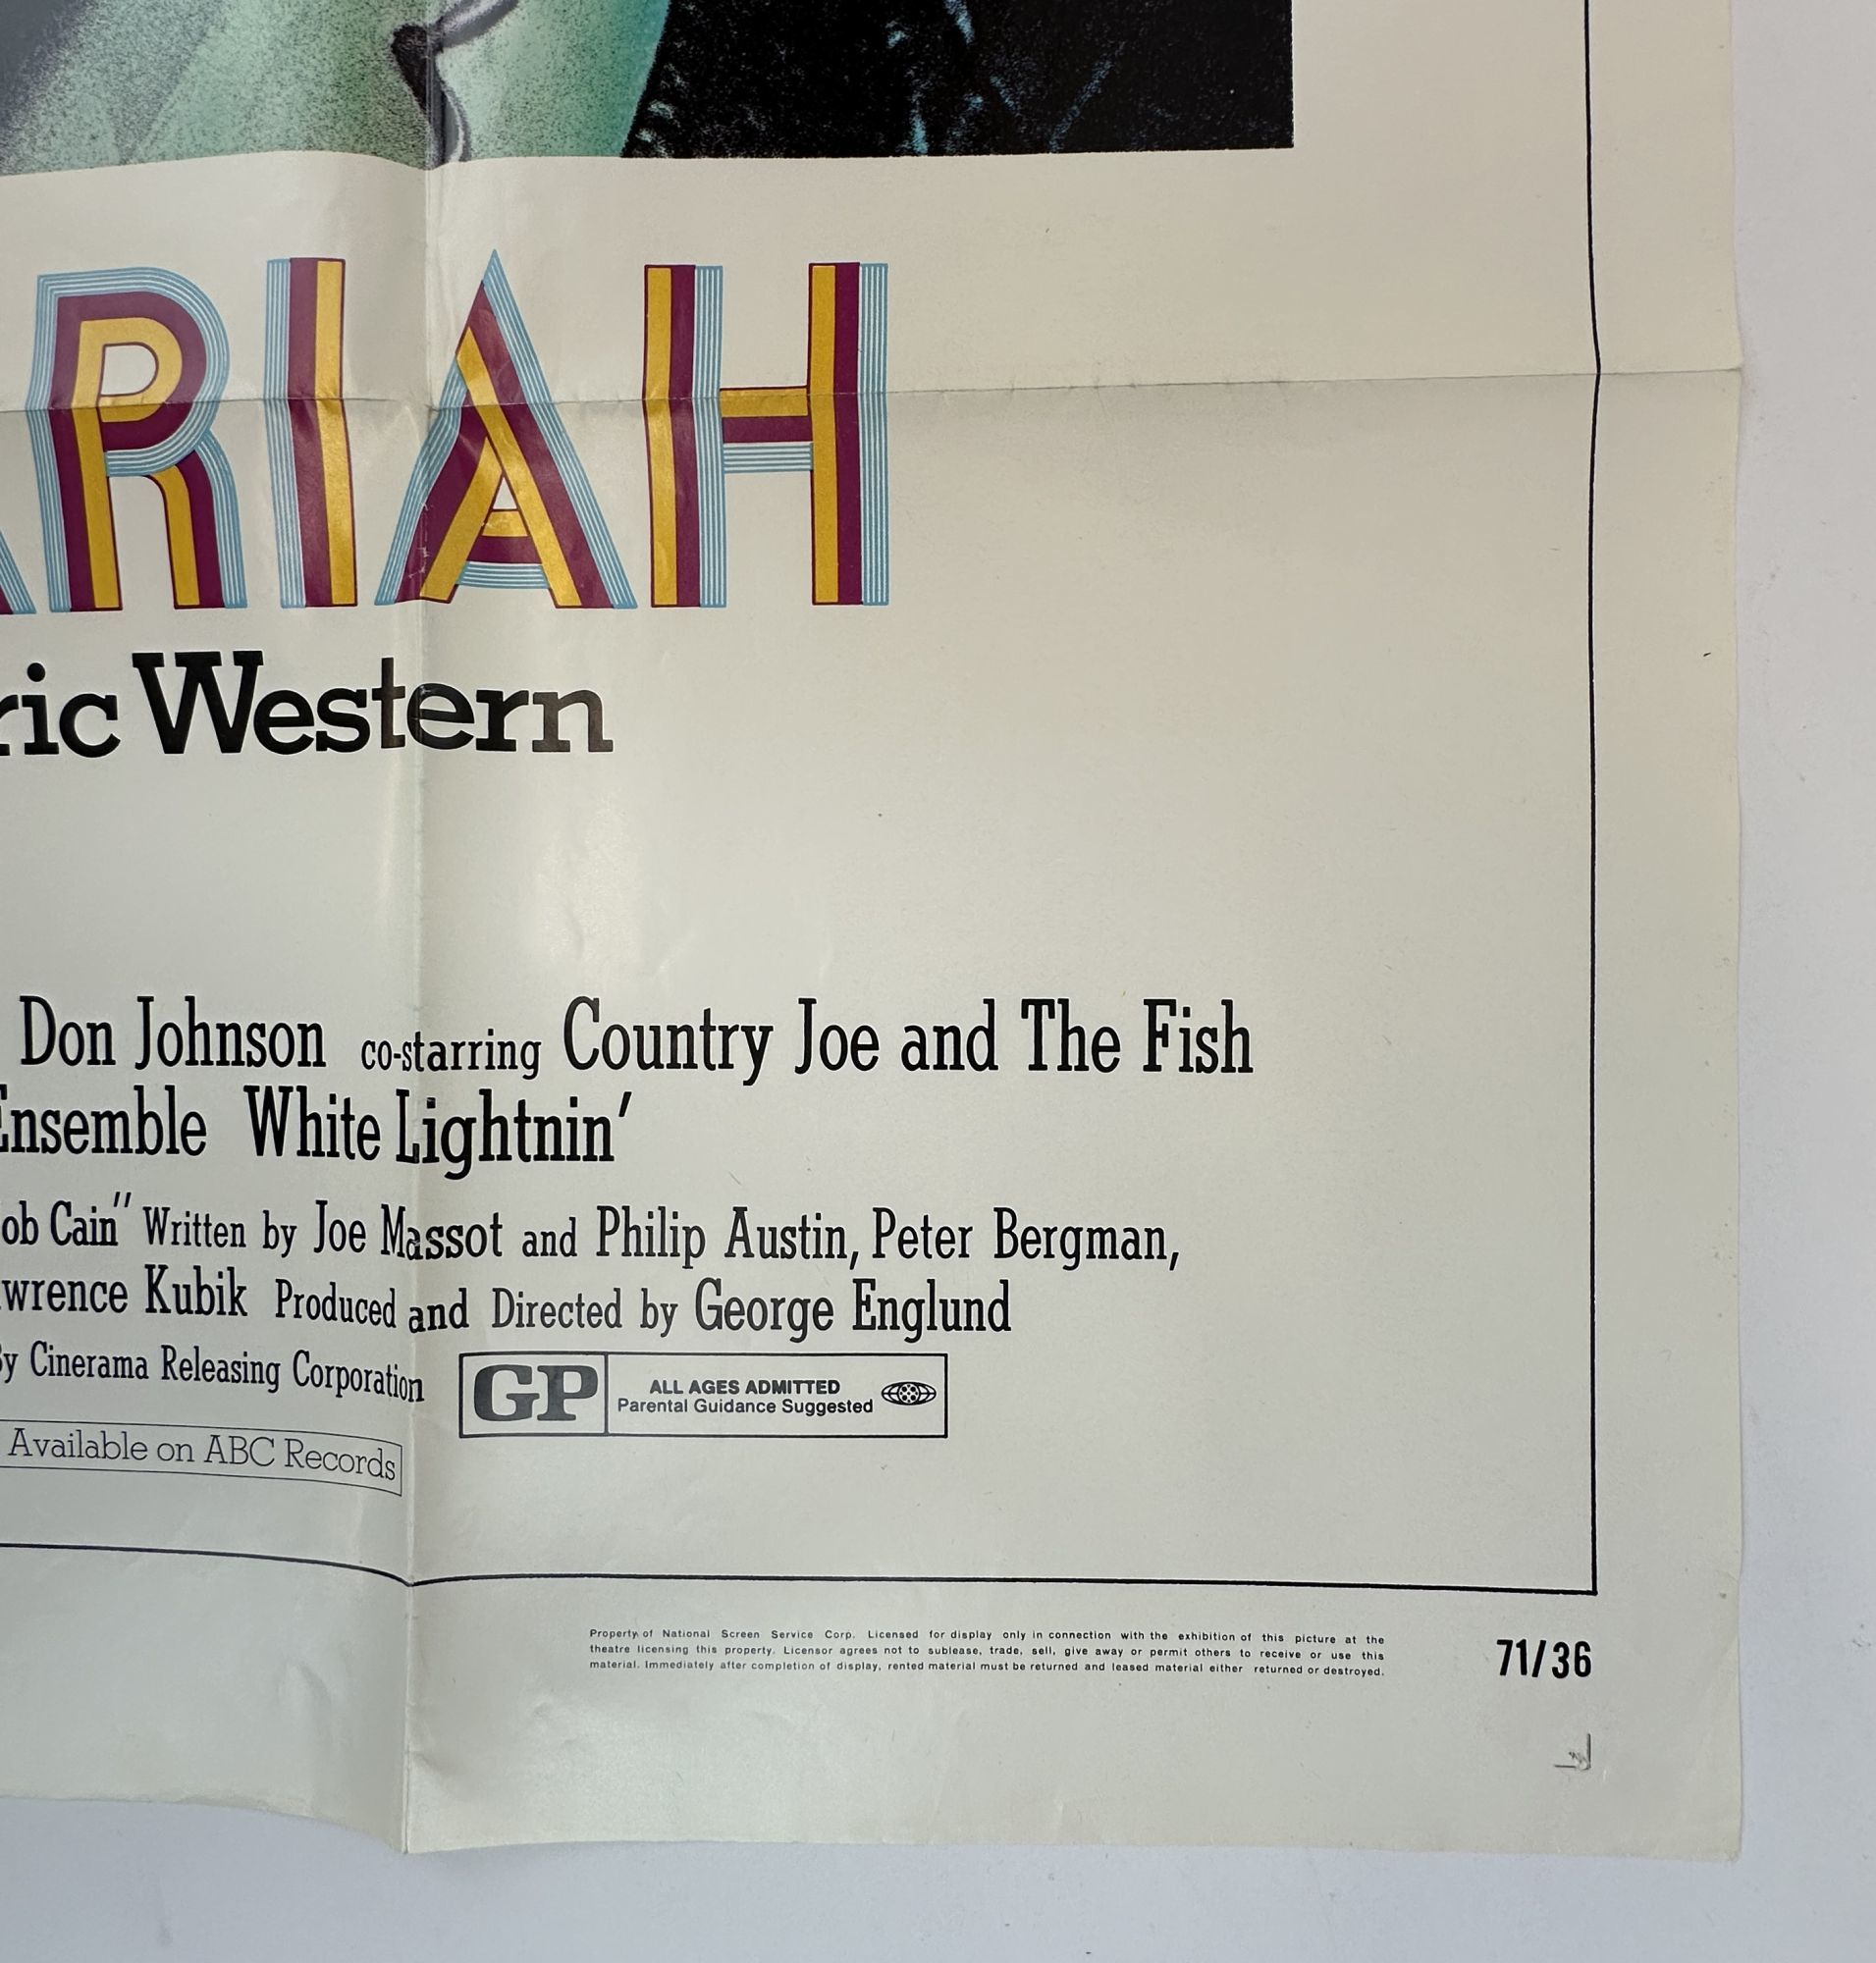 RIAH
ric Western
Don Johnson co-starring Country Joe and The Fish
Ensemble White Lightnin'
ob Cain" Written by Joe Massot and Philip Austin, Peter Bergman,
wrence Kubik Produced and Directed by George Englund
By Cinerama Releasing Corporation
GP ALL AGES ADMITTED
Parental Guidance Suggested
Available on ABC Records
Property of National Screen Service Corp. Licensed for display only in connection with the exhibition of this picture at the
theatre licensing this property. Licensor agrees not to sublease, trade, sell, give away or permit others to receive or use this
material. Immediately after completion of display, rented material must be returned and leased material either returned or destroyed.
71/36